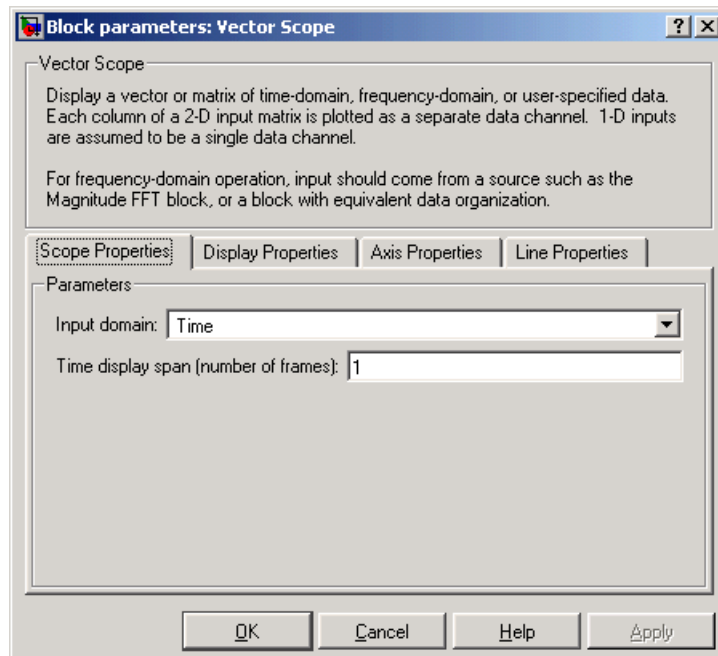 Block parameters: Vector Scope
Vector Scope
Display a vector or matrix of time-domain, frequency-domain, or user-specified data.
Each column of a 2-D input matrix is plotted as a separate data channel. 1-D inputs
are assumed to be a single data channel.
For frequency-domain operation, input should come from a source such as the
Magnitude FFT block, or a block with equivalent data organization.
Scope Properties Display Properties Axis Properties Line Properties
Parameters
Input domain: Time
Time display span (number of frames): 1
OK Cancel Help Apply